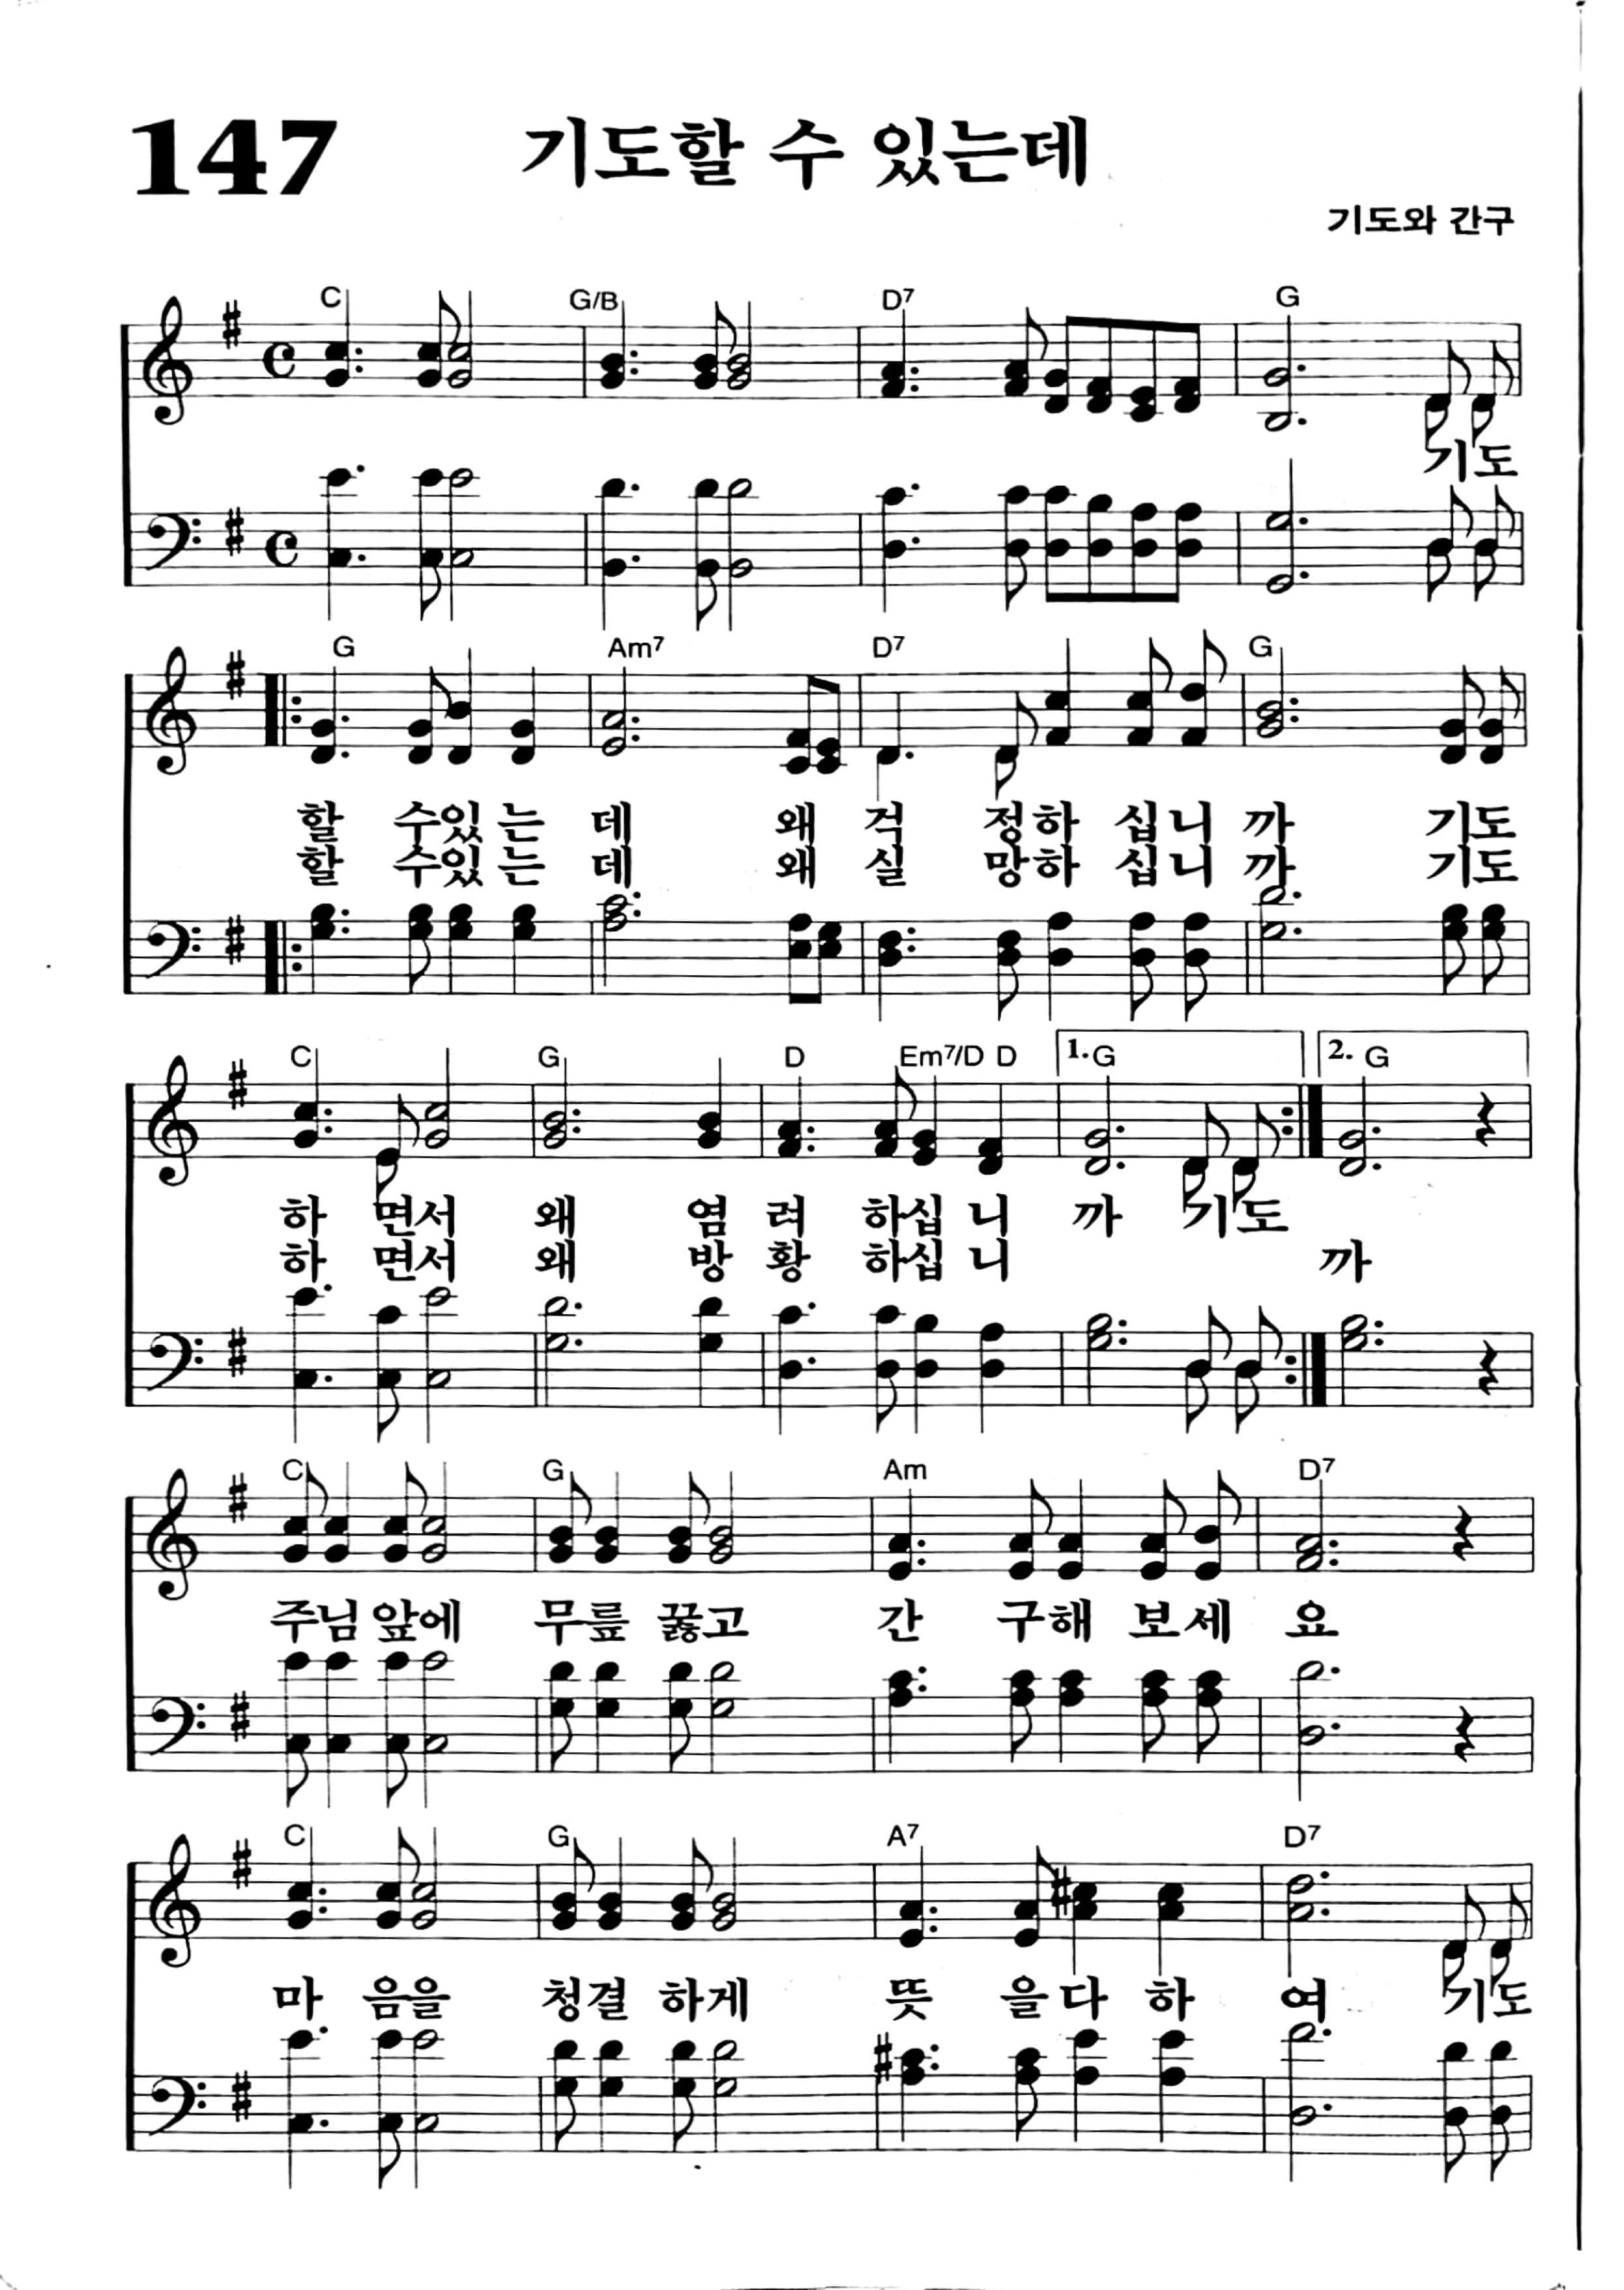 147
기도할 수 있는데
기도와 간구
C G/B D7 G
기도
G Am7 D7 G
할 수있 는 데 왜 걱 정하 십니 까 기도
할 수있 는 데 왜 실 망하 십니 까 기도
C G D Em7/D D 1. G 2. G
하 면서 왜 염 려 하십 니 까 기도
하 면서 왜 방 황 하십 니 까
C G Am D7
주님 앞에 무릎 꿇고 간 구해 보세 요
C G A7 D7
마 음을 청결 하게 뜻 을다 하 여 기도